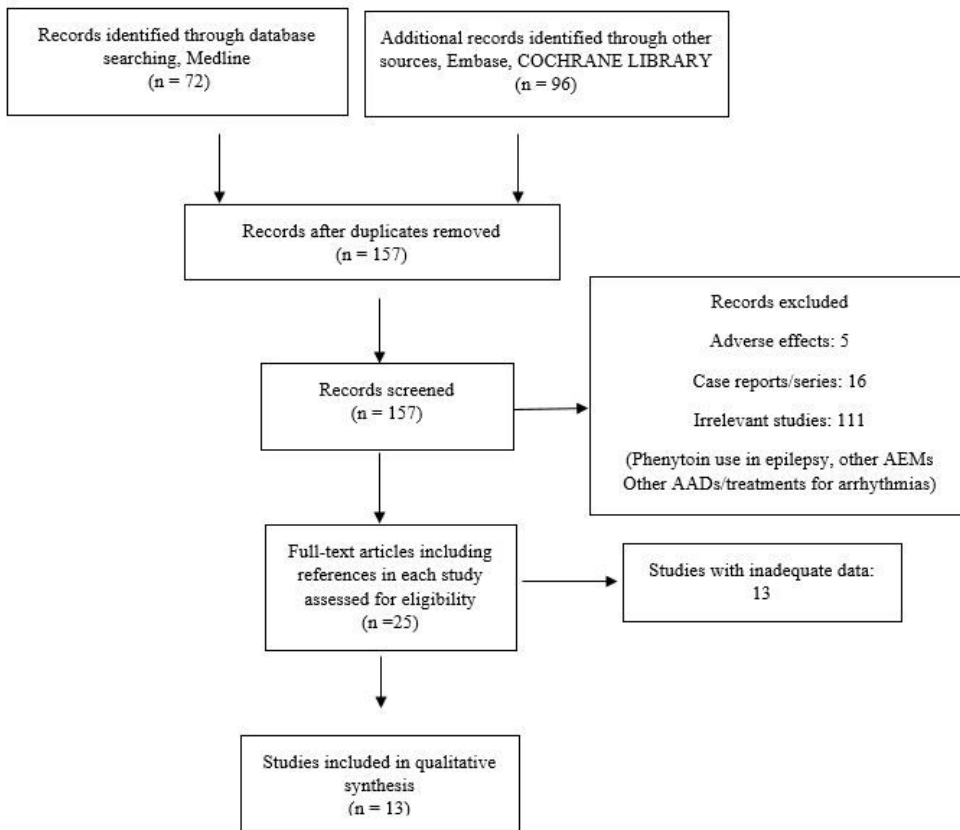 Records identified through database
searching, Medline
(n = 72)
Additional records identified through other
sources, Embase, COCHRANE LIBRARY
(n = 96)
Records after duplicates removed
(n = 157)
Records excluded
Adverse effects: 5
Case reports/series: 16
Irrelevant studies: 111
(Phenytoin use in epilepsy, other AEMs
Other AADs/treatments for arrhythmias)
Records screened
(n = 157)
Full-text articles including
references in each study
assessed for eligibility
(n =25)
Studies with inadequate data:
13
Studies included in qualitative
synthesis
(n = 13)